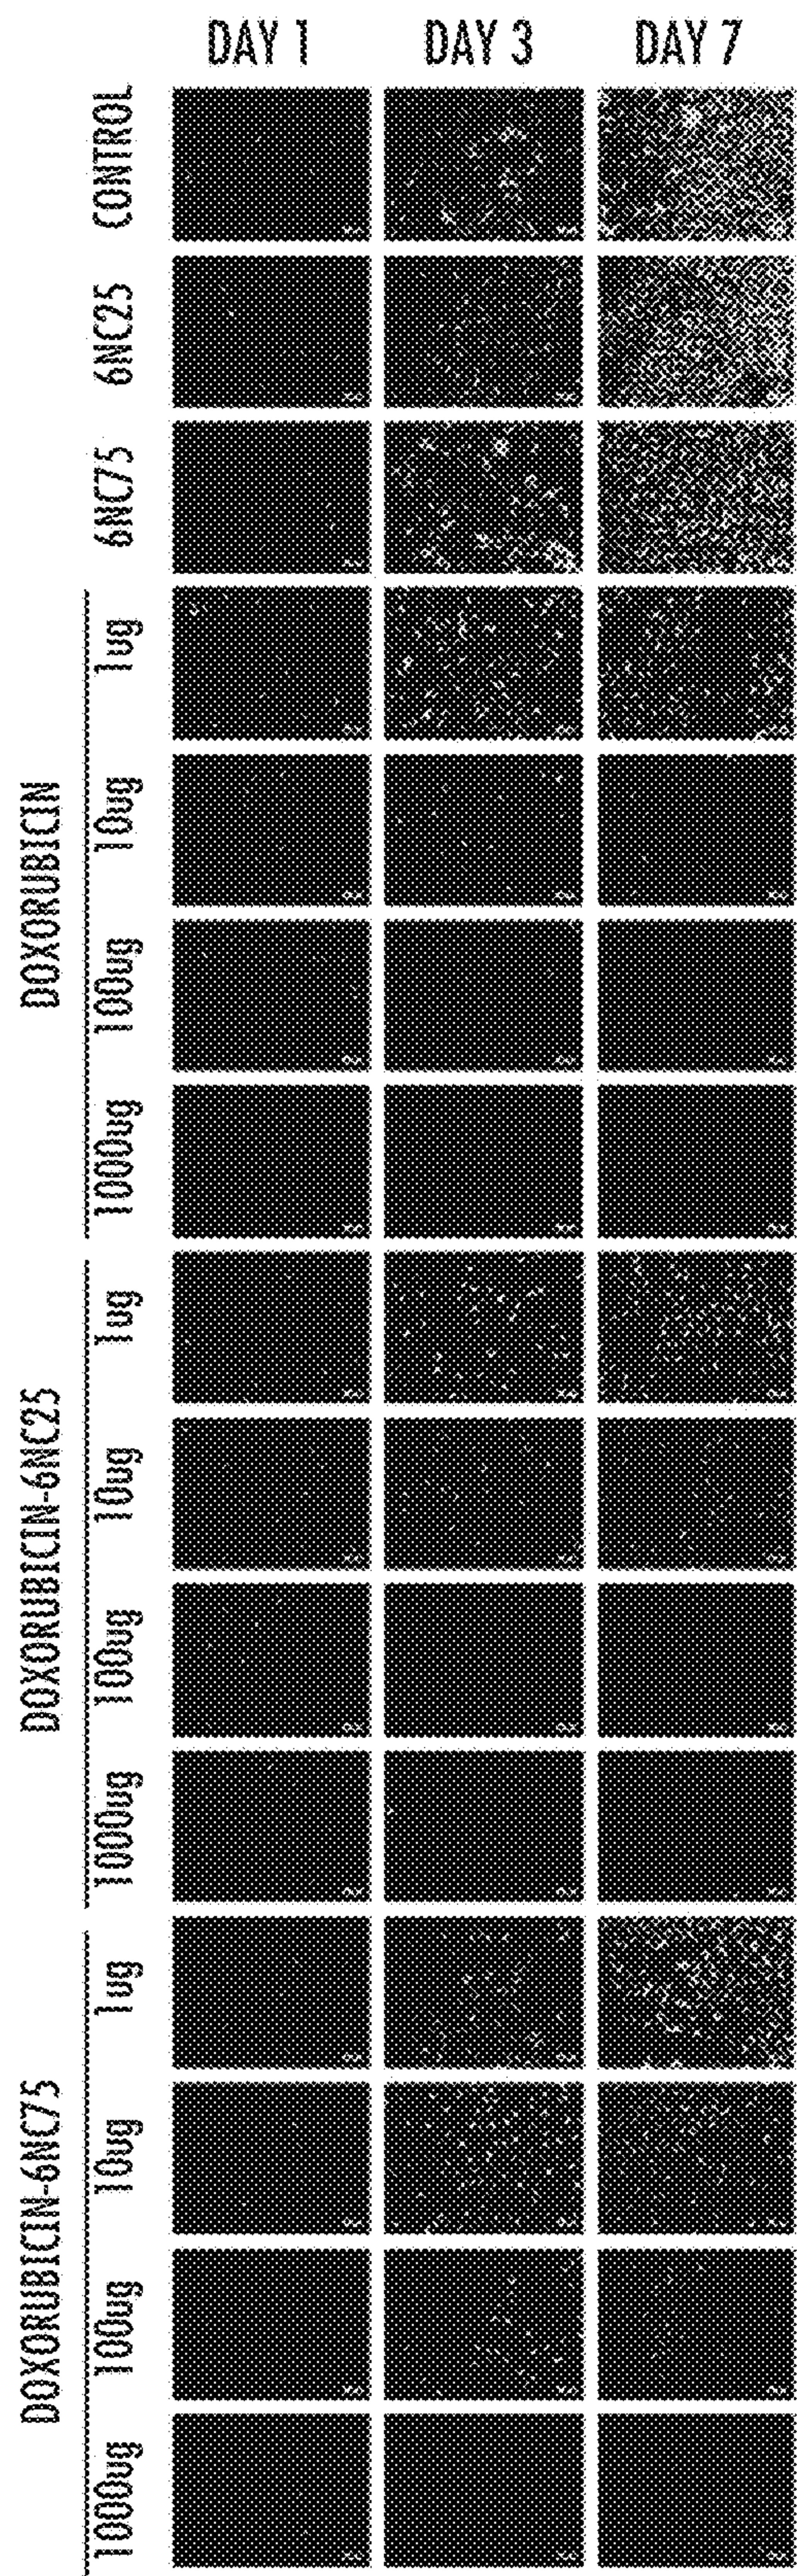 DAY 1 DAY 3 DAY 7
CONTROL
6NC25
6NC75
DOXORUBICIN
1ug
10ug
100ug
1000ug
DOXORUBICIN-6NC25
1ug
10ug
100ug
1000ug
DOXORUBICIN-6NC75
1ug
10ug
100ug
1000ug